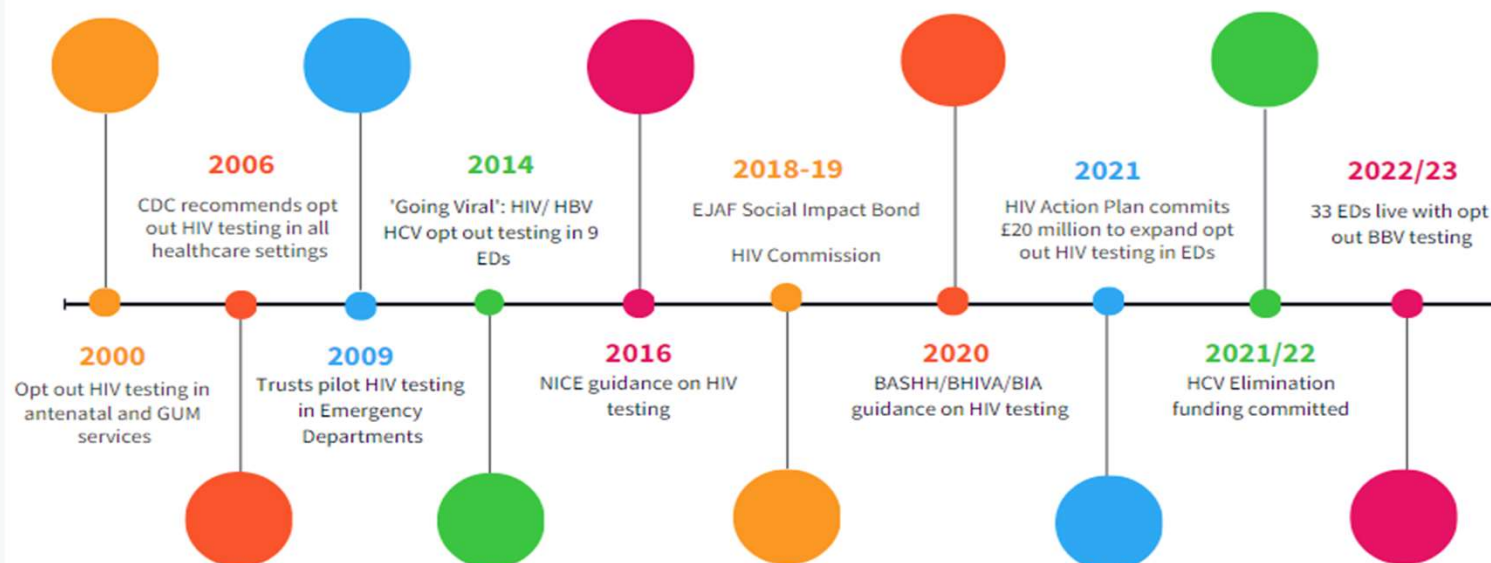 2000
Opt out HIV testing in
antenatal and GUM
services
2006
CDC recommends opt
out HIV testing in all
healthcare settings
2009
Trusts pilot HIV testing
in Emergency
Departments
2014
'Going Viral': HIV/ HBV
HCV opt out testing in 9
EDs
2016
NICE guidance on HIV
testing
2018-19
EJAF Social Impact Bond
HIV Commission
2020
BASHH/BHIVA/BIA
guidance on HIV testing
2021
HIV Action Plan commits
£20 million to expand opt
out HIV testing in EDs
2021/22
HCV Elimination
funding committed
2022/23
33 EDs live with opt
out BBV testing